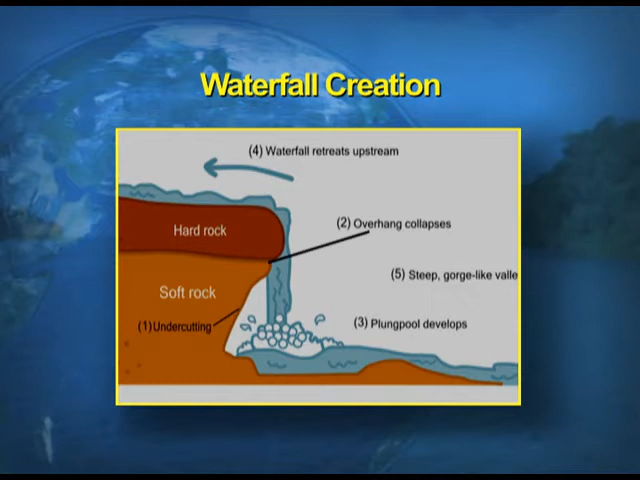 Waterfall Creation
(4) Waterfall retreats upstream
(2) Overhang collapses
Hard rock
(5) Steep, gorge-like valle
Soft rock
(1) Undercutting
(3) Plungpool develops